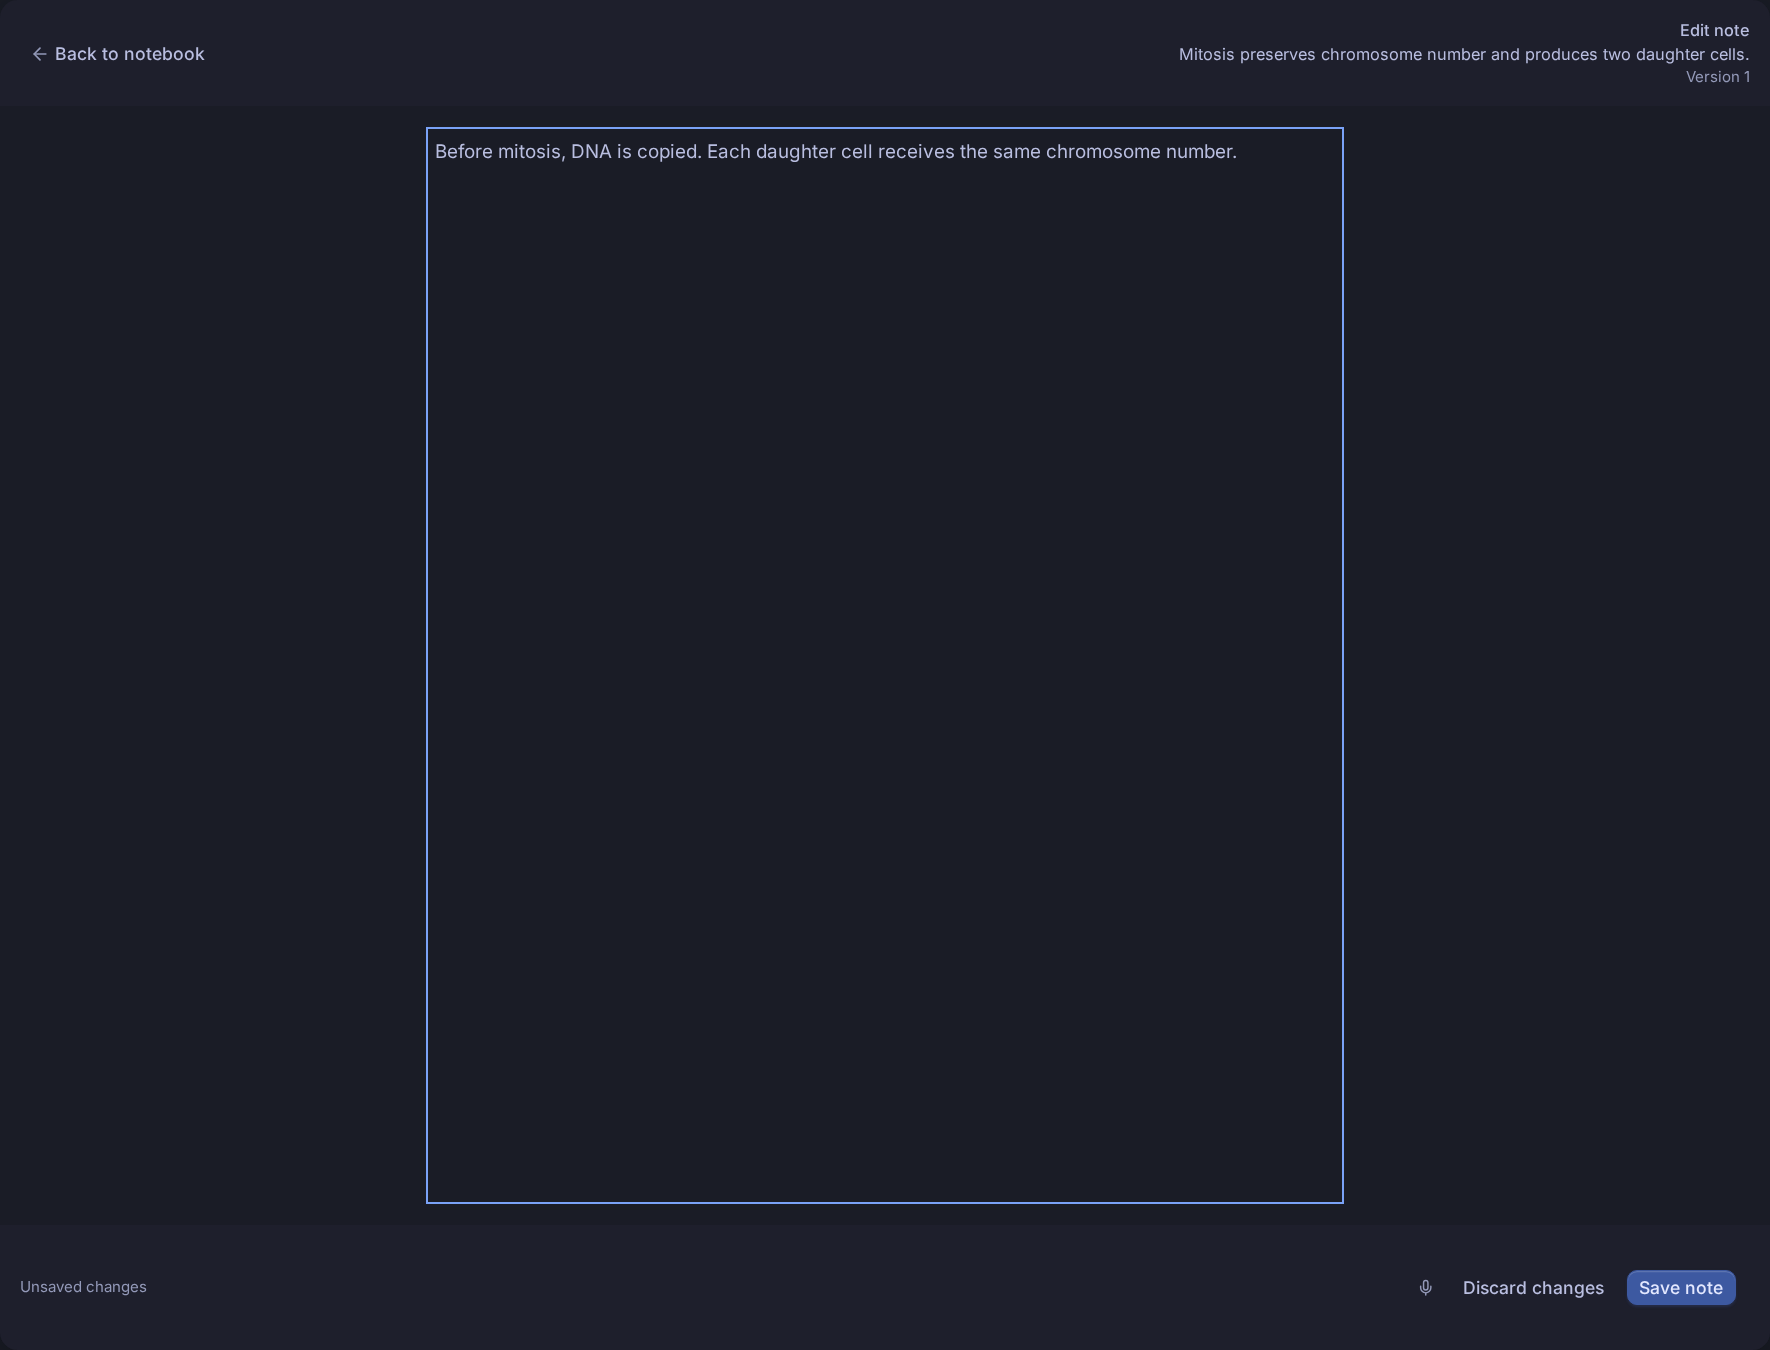 Back to notebook
Edit note
Mitosis preserves chromosome number and produces two daughter cells.
Version 1
Before mitosis, DNA is copied. Each daughter cell receives the same chromosome number.
Unsaved changes
Discard changes
Save note